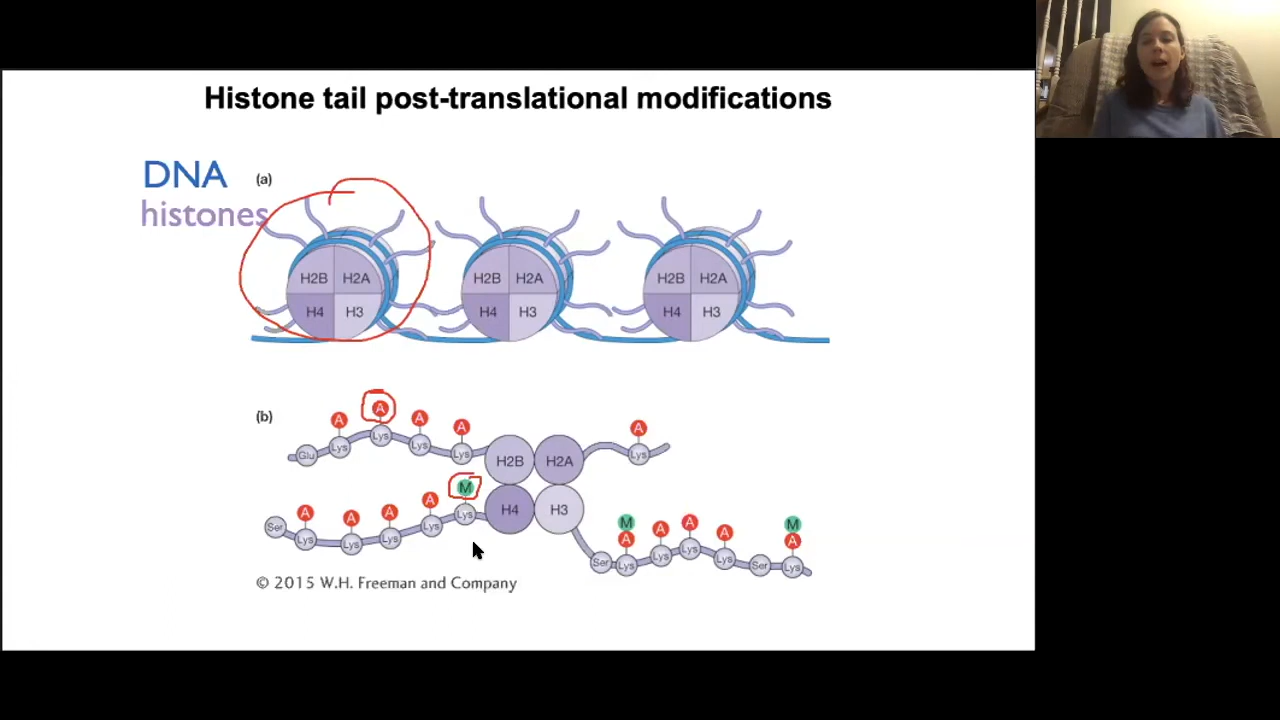 Histone tail post-translational modifications
DNA
histones
(a)
H2B H2A H2B H2A H2B H2A
H4 H3 H4 H3 H4 H3
(b)
A A A A A
Glu Lys Lys Lys Lys H2B H2A Lys
A A A A M
Ser Lys Lys Lys Lys Lys H4 H3
M A A A M
A A
Ser Lys Lys Lys Lys Ser Lys
© 2015 W.H. Freeman and Company